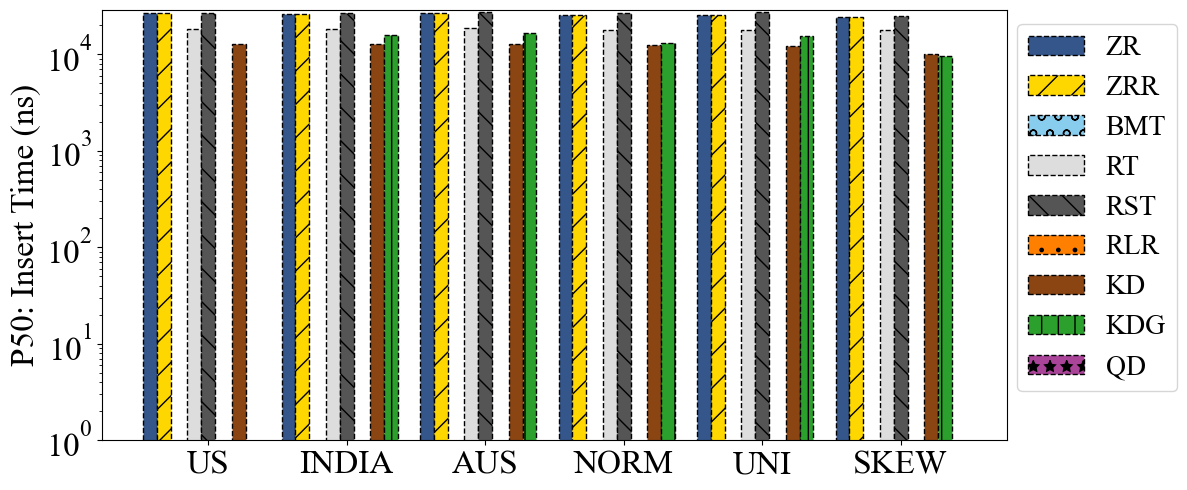 P50: Insert Time (ns)
10^4
10^3
10^2
10^1
10^0
US INDIA AUS NORM UNI SKEW
ZR
ZRR
BMT
RT
RST
RLR
KD
KDG
QD